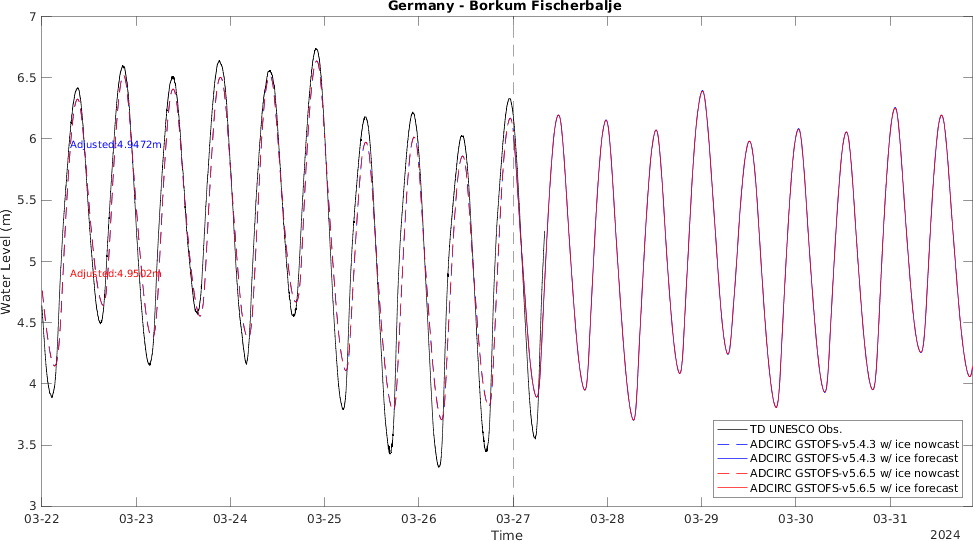 Germany - Borkum Fischerbalje
7
6.5
6
5.5
5
4.5
4
3.5
3
Water Level (m)
Adjusted:4.9472m
Adjusted:4.9502m
TD UNESCO Obs.
ADCIRC GSTOFS-v5.4.3 w/ ice nowcast
ADCIRC GSTOFS-v5.4.3 w/ ice forecast
ADCIRC GSTOFS-v5.6.5 w/ ice nowcast
ADCIRC GSTOFS-v5.6.5 w/ ice forecast
03-22 03-23 03-24 03-25 03-26 03-27 03-28 03-29 03-30 03-31
Time
2024